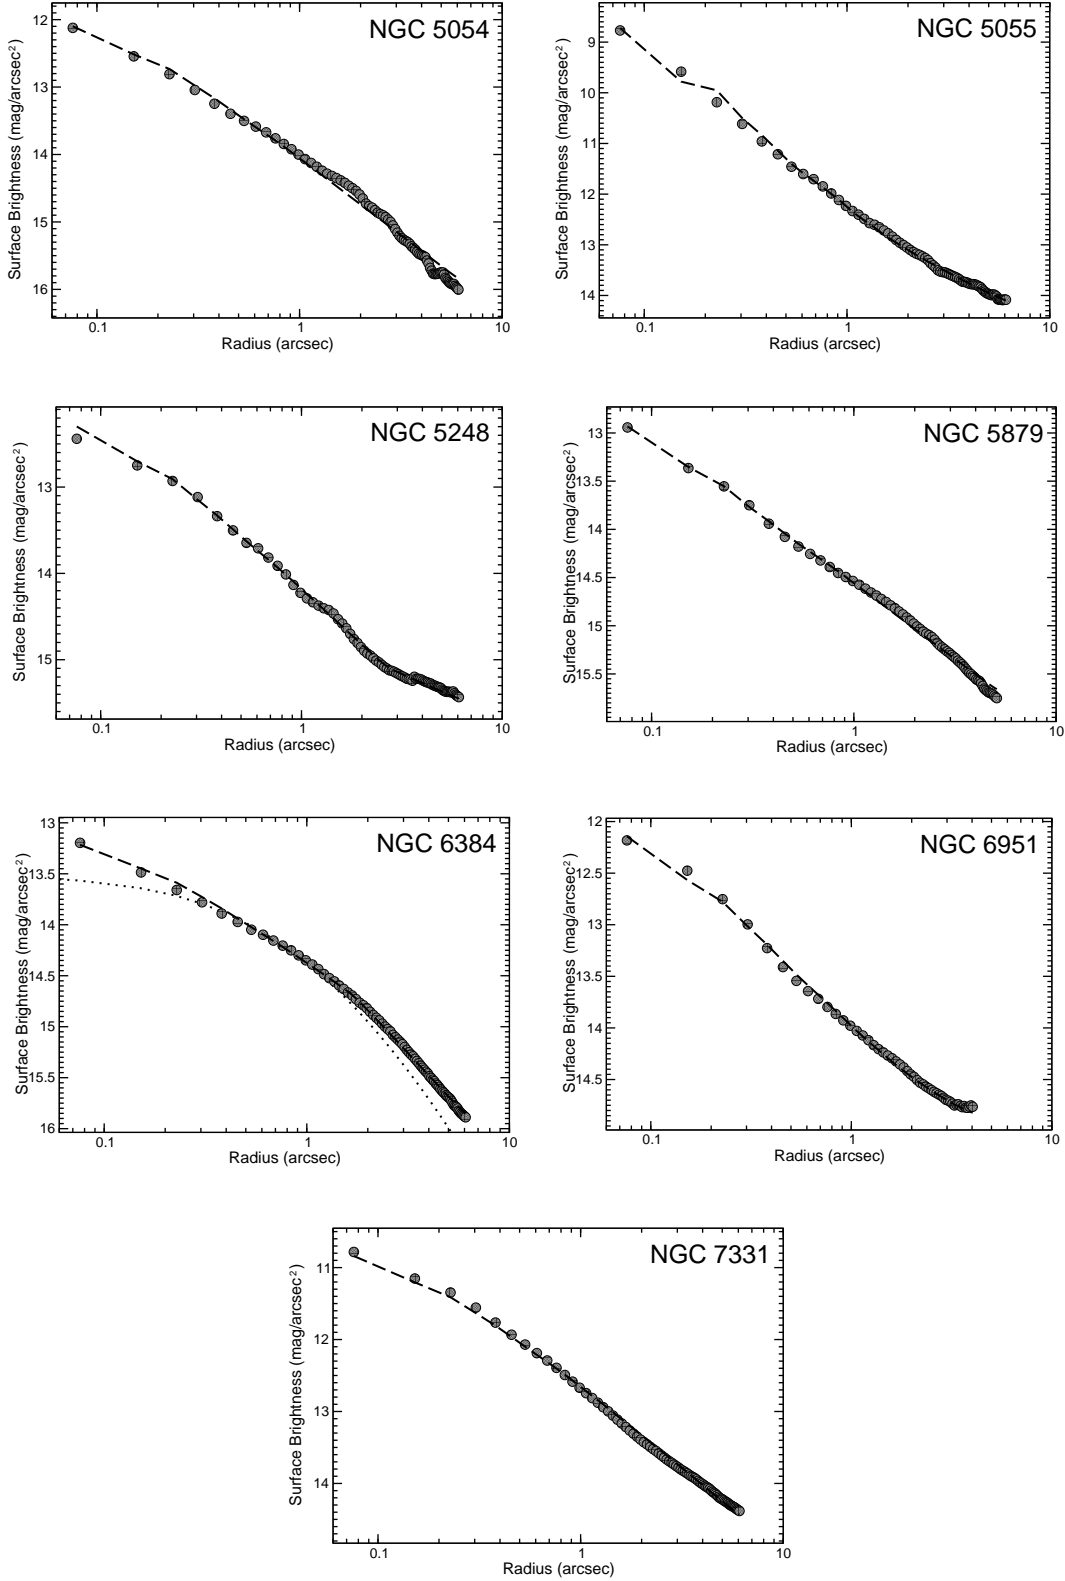 NGC 5054
12
13
14
15
16
0.1
1
10
Surface Brightness (mag/arcsec²)
Radius (arcsec)
NGC 5055
9
10
11
12
13
14
0.1
1
10
Surface Brightness (mag/arcsec²)
Radius (arcsec)
NGC 5248
13
14
15
0.1
1
10
Surface Brightness (mag/arcsec²)
Radius (arcsec)
NGC 5879
13
13.5
14
14.5
15
15.5
0.1
1
10
Surface Brightness (mag/arcsec²)
Radius (arcsec)
NGC 6384
13
13.5
14
14.5
15
15.5
16
0.1
1
10
Surface Brightness (mag/arcsec²)
Radius (arcsec)
NGC 6951
12
12.5
13
13.5
14
14.5
0.1
1
10
Surface Brightness (mag/arcsec²)
Radius (arcsec)
NGC 7331
11
12
13
14
0.1
1
10
Surface Brightness (mag/arcsec²)
Radius (arcsec)